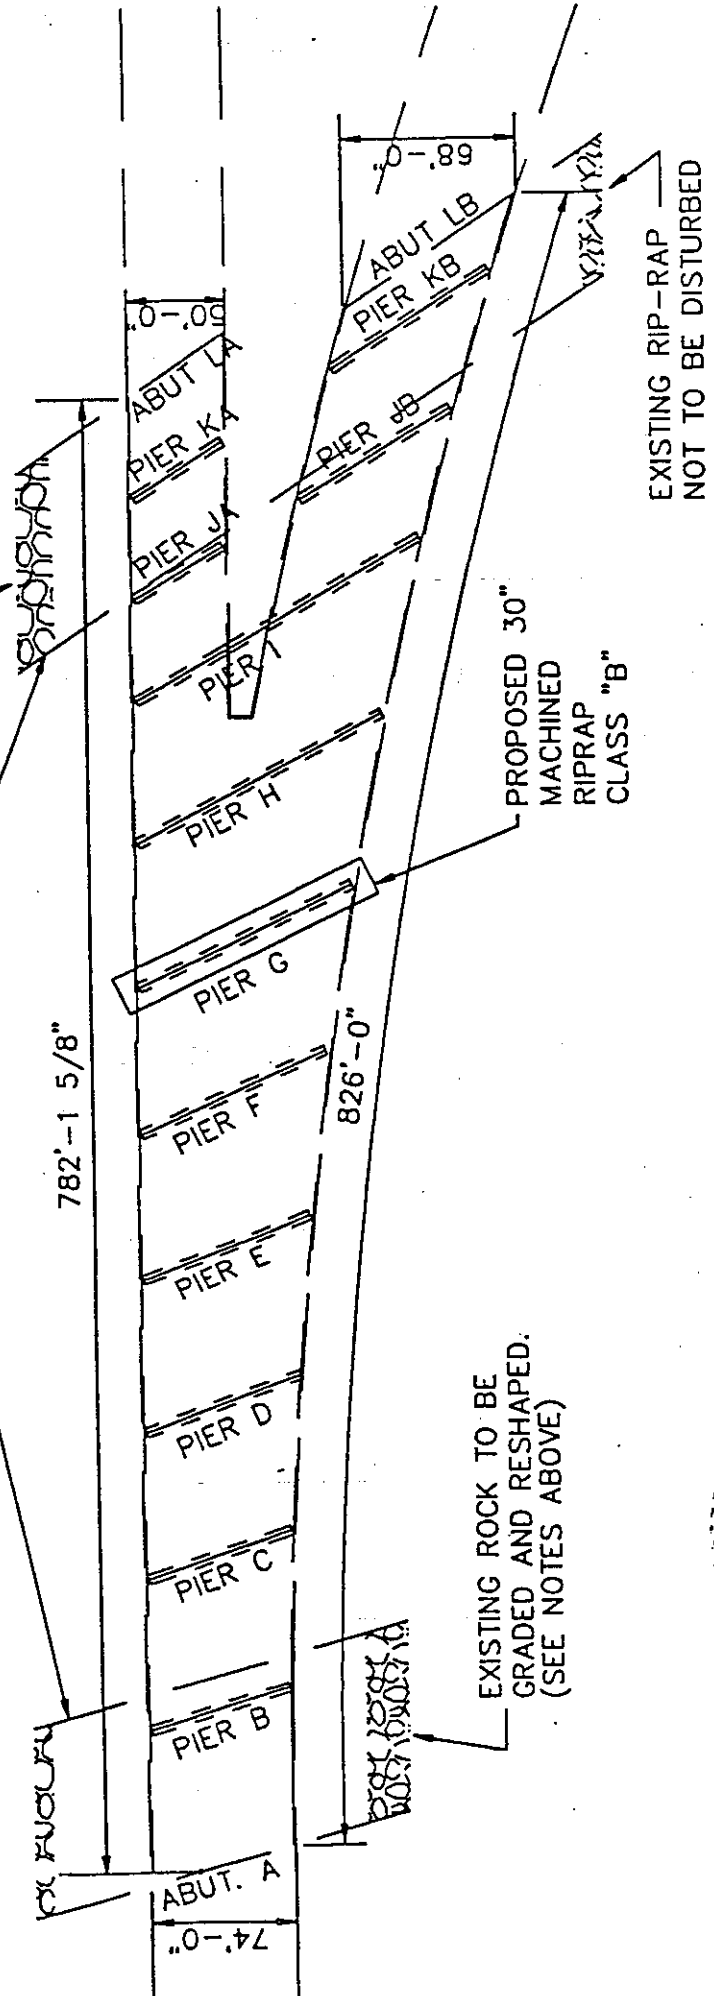 68'-0"
50'-0"
ABUT LB
PIER KB
ABUT LA
PIER KA
PIER JB
PIER JA
EXISTING RIP-RAP
NOT TO BE DISTURBED
PIER I
PROPOSED 30"
MACHINED
RIPRAP
CLASS "B"
PIER H
PIER G
782'-1 5/8"
826'-0"
PIER F
PIER E
PIER D
EXISTING ROCK TO BE
GRADED AND RESHAPED.
(SEE NOTES ABOVE)
PIER C
PIER B
ABUT. A
74'-0"